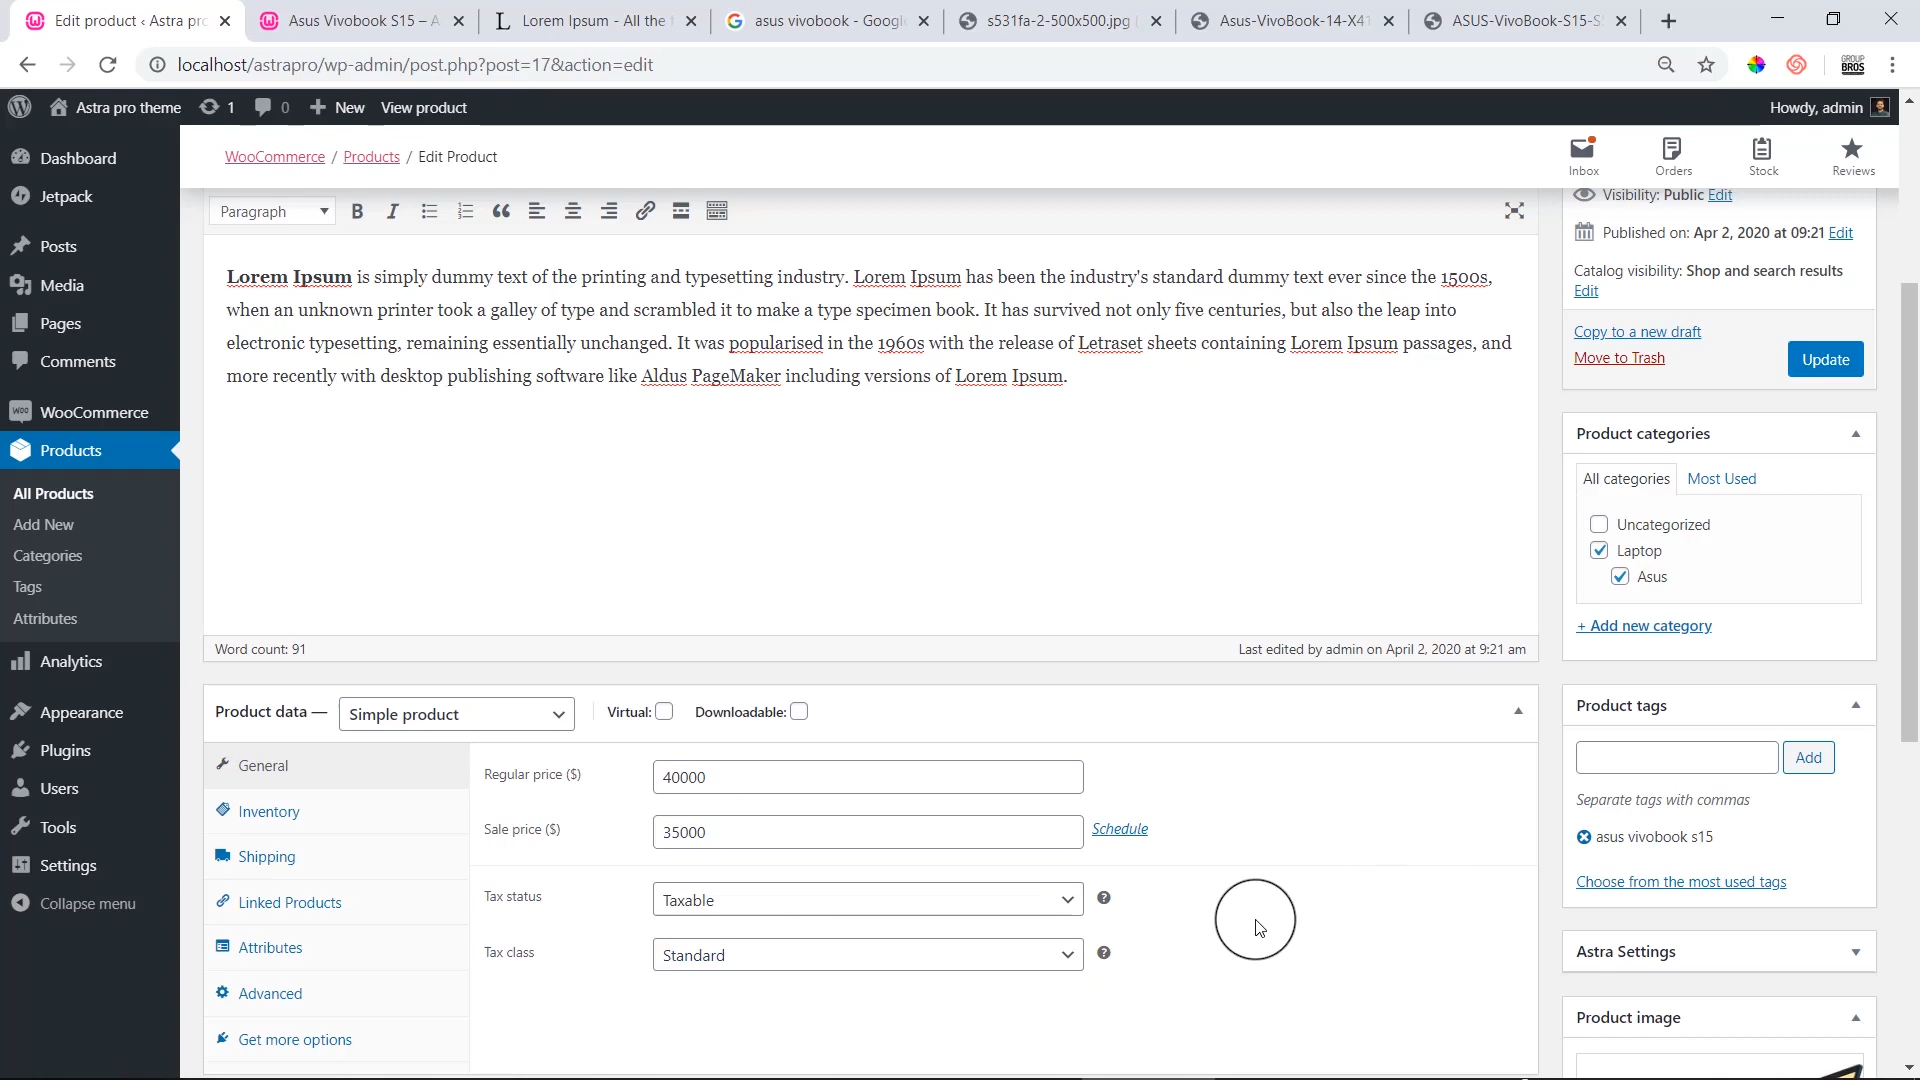 Edit product ‹ Astra pro
Asus Vivobook S15 – A
Lorem Ipsum - All the f
asus vivobook - Google
s531fa-2-500x500.jpg (
Asus-VivoBook-14-X41
ASUS-VivoBook-S15-S5
localhost/astrapro/wp-admin/post.php?post=17&action=edit
GROUP
BROS
Astra pro theme
1
0
New
View product
Howdy, admin
Dashboard
Jetpack
Posts
Media
Pages
Comments
WOO
WooCommerce
Products
All Products
Add New
Categories
Tags
Attributes
Analytics
Appearance
Plugins
Users
Tools
Settings
Collapse menu
WooCommerce / Products / Edit Product
Inbox
Orders
Stock
Reviews
Paragraph
B I
Lorem Ipsum is simply dummy text of the printing and typesetting industry. Lorem Ipsum has been the industry's standard dummy text ever since the 1500s,
when an unknown printer took a galley of type and scrambled it to make a type specimen book. It has survived not only five centuries, but also the leap into
electronic typesetting, remaining essentially unchanged. It was popularised in the 1960s with the release of Letraset sheets containing Lorem Ipsum passages, and
more recently with desktop publishing software like Aldus PageMaker including versions of Lorem Ipsum.
Word count: 91
Last edited by admin on April 2, 2020 at 9:21 am
Product data —
Simple product
Virtual:
Downloadable:
General
Inventory
Shipping
Linked Products
Attributes
Advanced
Get more options
Regular price ($)
40000
Sale price ($)
35000
Schedule
Tax status
Taxable
Tax class
Standard
Visibility: Public Edit
Published on: Apr 2, 2020 at 09:21 Edit
Catalog visibility: Shop and search results
Edit
Copy to a new draft
Move to Trash
Update
Product categories
All categories
Most Used
Uncategorized
Laptop
Asus
+ Add new category
Product tags
Add
Separate tags with commas
asus vivobook s15
Choose from the most used tags
Astra Settings
Product image